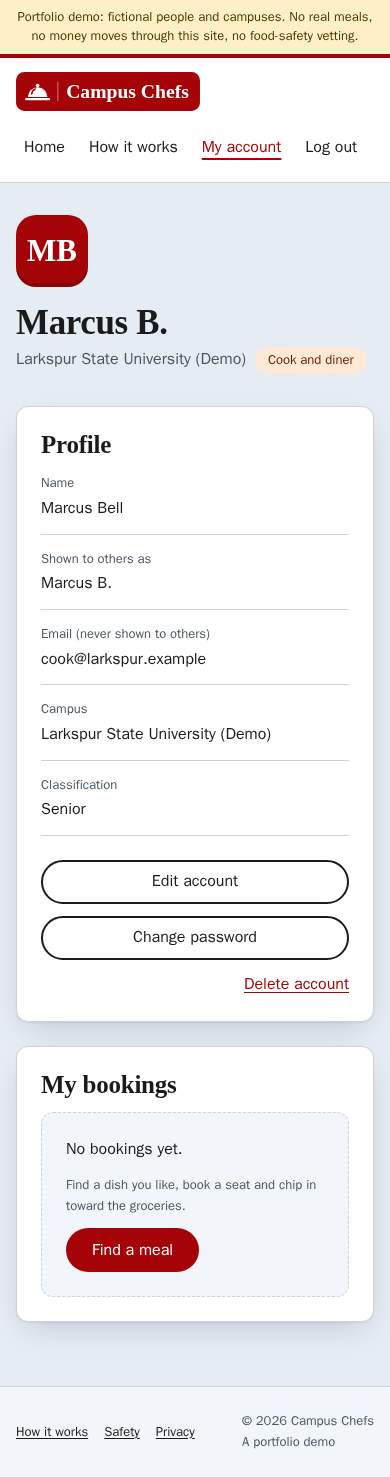 Portfolio demo: fictional people and campuses. No real meals,
no money moves through this site, no food-safety vetting.
Campus Chefs
Home How it works My account Log out
MB
Marcus B.
Larkspur State University (Demo) Cook and diner
Profile
Name
Marcus Bell
Shown to others as
Marcus B.
Email (never shown to others)
cook@larkspur.example
Campus
Larkspur State University (Demo)
Classification
Senior
Edit account
Change password
Delete account
My bookings
No bookings yet.
Find a dish you like, book a seat and chip in
toward the groceries.
Find a meal
How it works Safety Privacy
© 2026 Campus Chefs
A portfolio demo